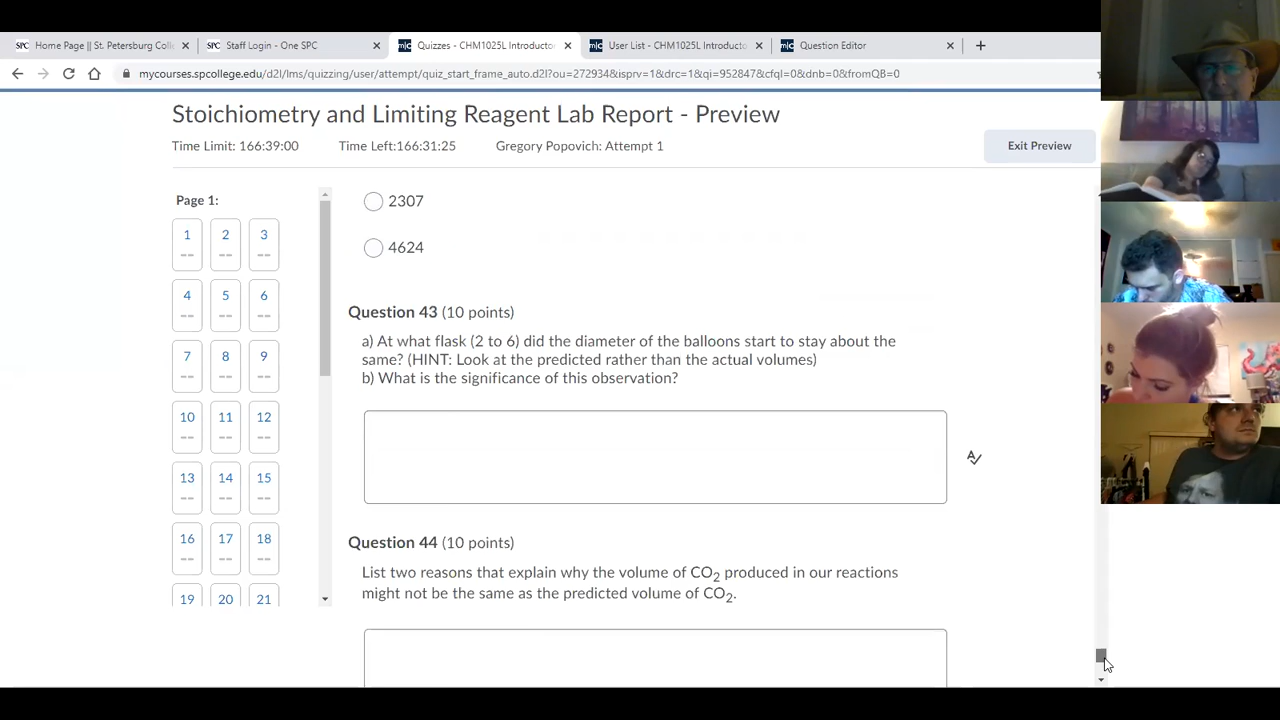 Home Page || St. Petersburg Coll
Staff Login - One SPC
Quizzes - CHM1025L Introducto
User List - CHM1025L Introducto
Question Editor
mycourses.spcollege.edu/d2l/lms/quizzing/user/attempt/quiz_start_frame_auto.d2l?ou=272934&isprv=1&drc=1&qi=952847&cfql=0&dnb=0&fromQB=0
Stoichiometry and Limiting Reagent Lab Report - Preview
Time Limit: 166:39:00 Time Left:166:31:25 Gregory Popovich: Attempt 1
Exit Preview
Page 1:
1 2 3
-- -- --
4 5 6
-- -- --
7 8 9
-- -- --
10 11 12
-- -- --
13 14 15
-- -- --
16 17 18
-- -- --
19 20 21
2307
4624
Question 43 (10 points)
a) At what flask (2 to 6) did the diameter of the balloons start to stay about the
same? (HINT: Look at the predicted rather than the actual volumes)
b) What is the significance of this observation?
Question 44 (10 points)
List two reasons that explain why the volume of CO2 produced in our reactions
might not be the same as the predicted volume of CO2.